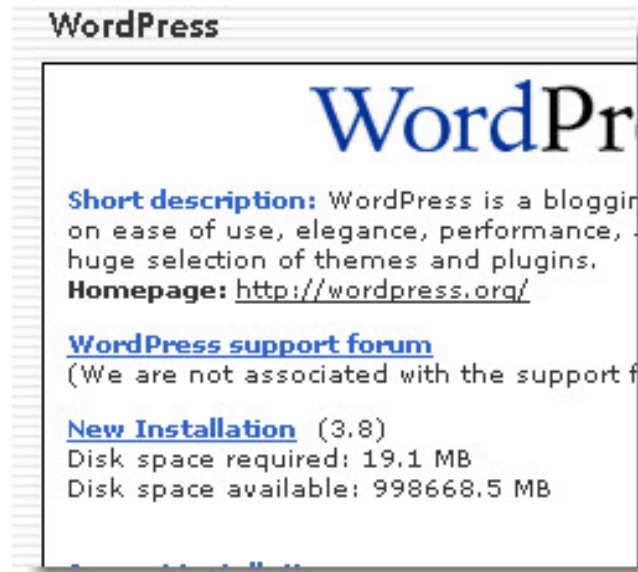 WordPress
WordPr
Short description: WordPress is a
on ease of use, elegance, performance,
huge selection of themes and plugins.
Homepage: http://wordpress.org/
WordPress support forum
(We are not associated with the support
New Installation (3.8)
Disk space required: 19.1 MB
Disk space available: 998668.5 MB